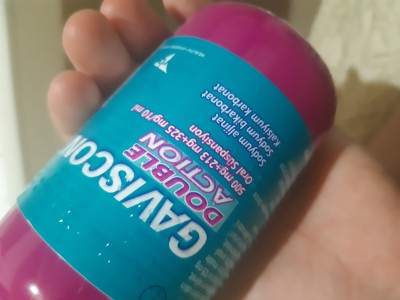 GAVISCON
DOUBLE
ACTION
500 mg+213 mg+325 mg/10 ml
Oral Süspansiyon
Sodyum aljinat
Sodyum bikarbonat
Kalsiyum karbonat